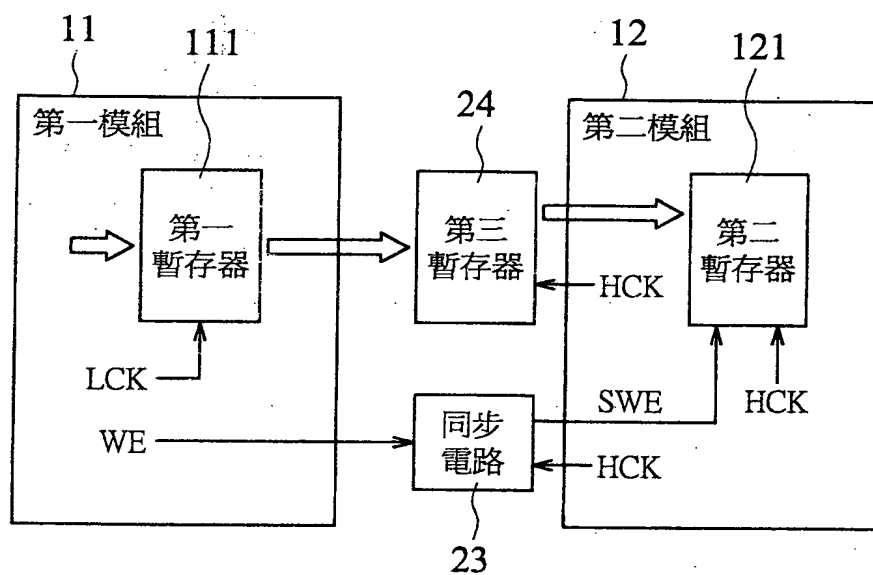 11
111
12
121
24
第一模組
第二模組
第一
暫存器
第三
暫存器
第二
暫存器
HCK
LCK
SWE
HCK
WE
同步
電路
HCK
23